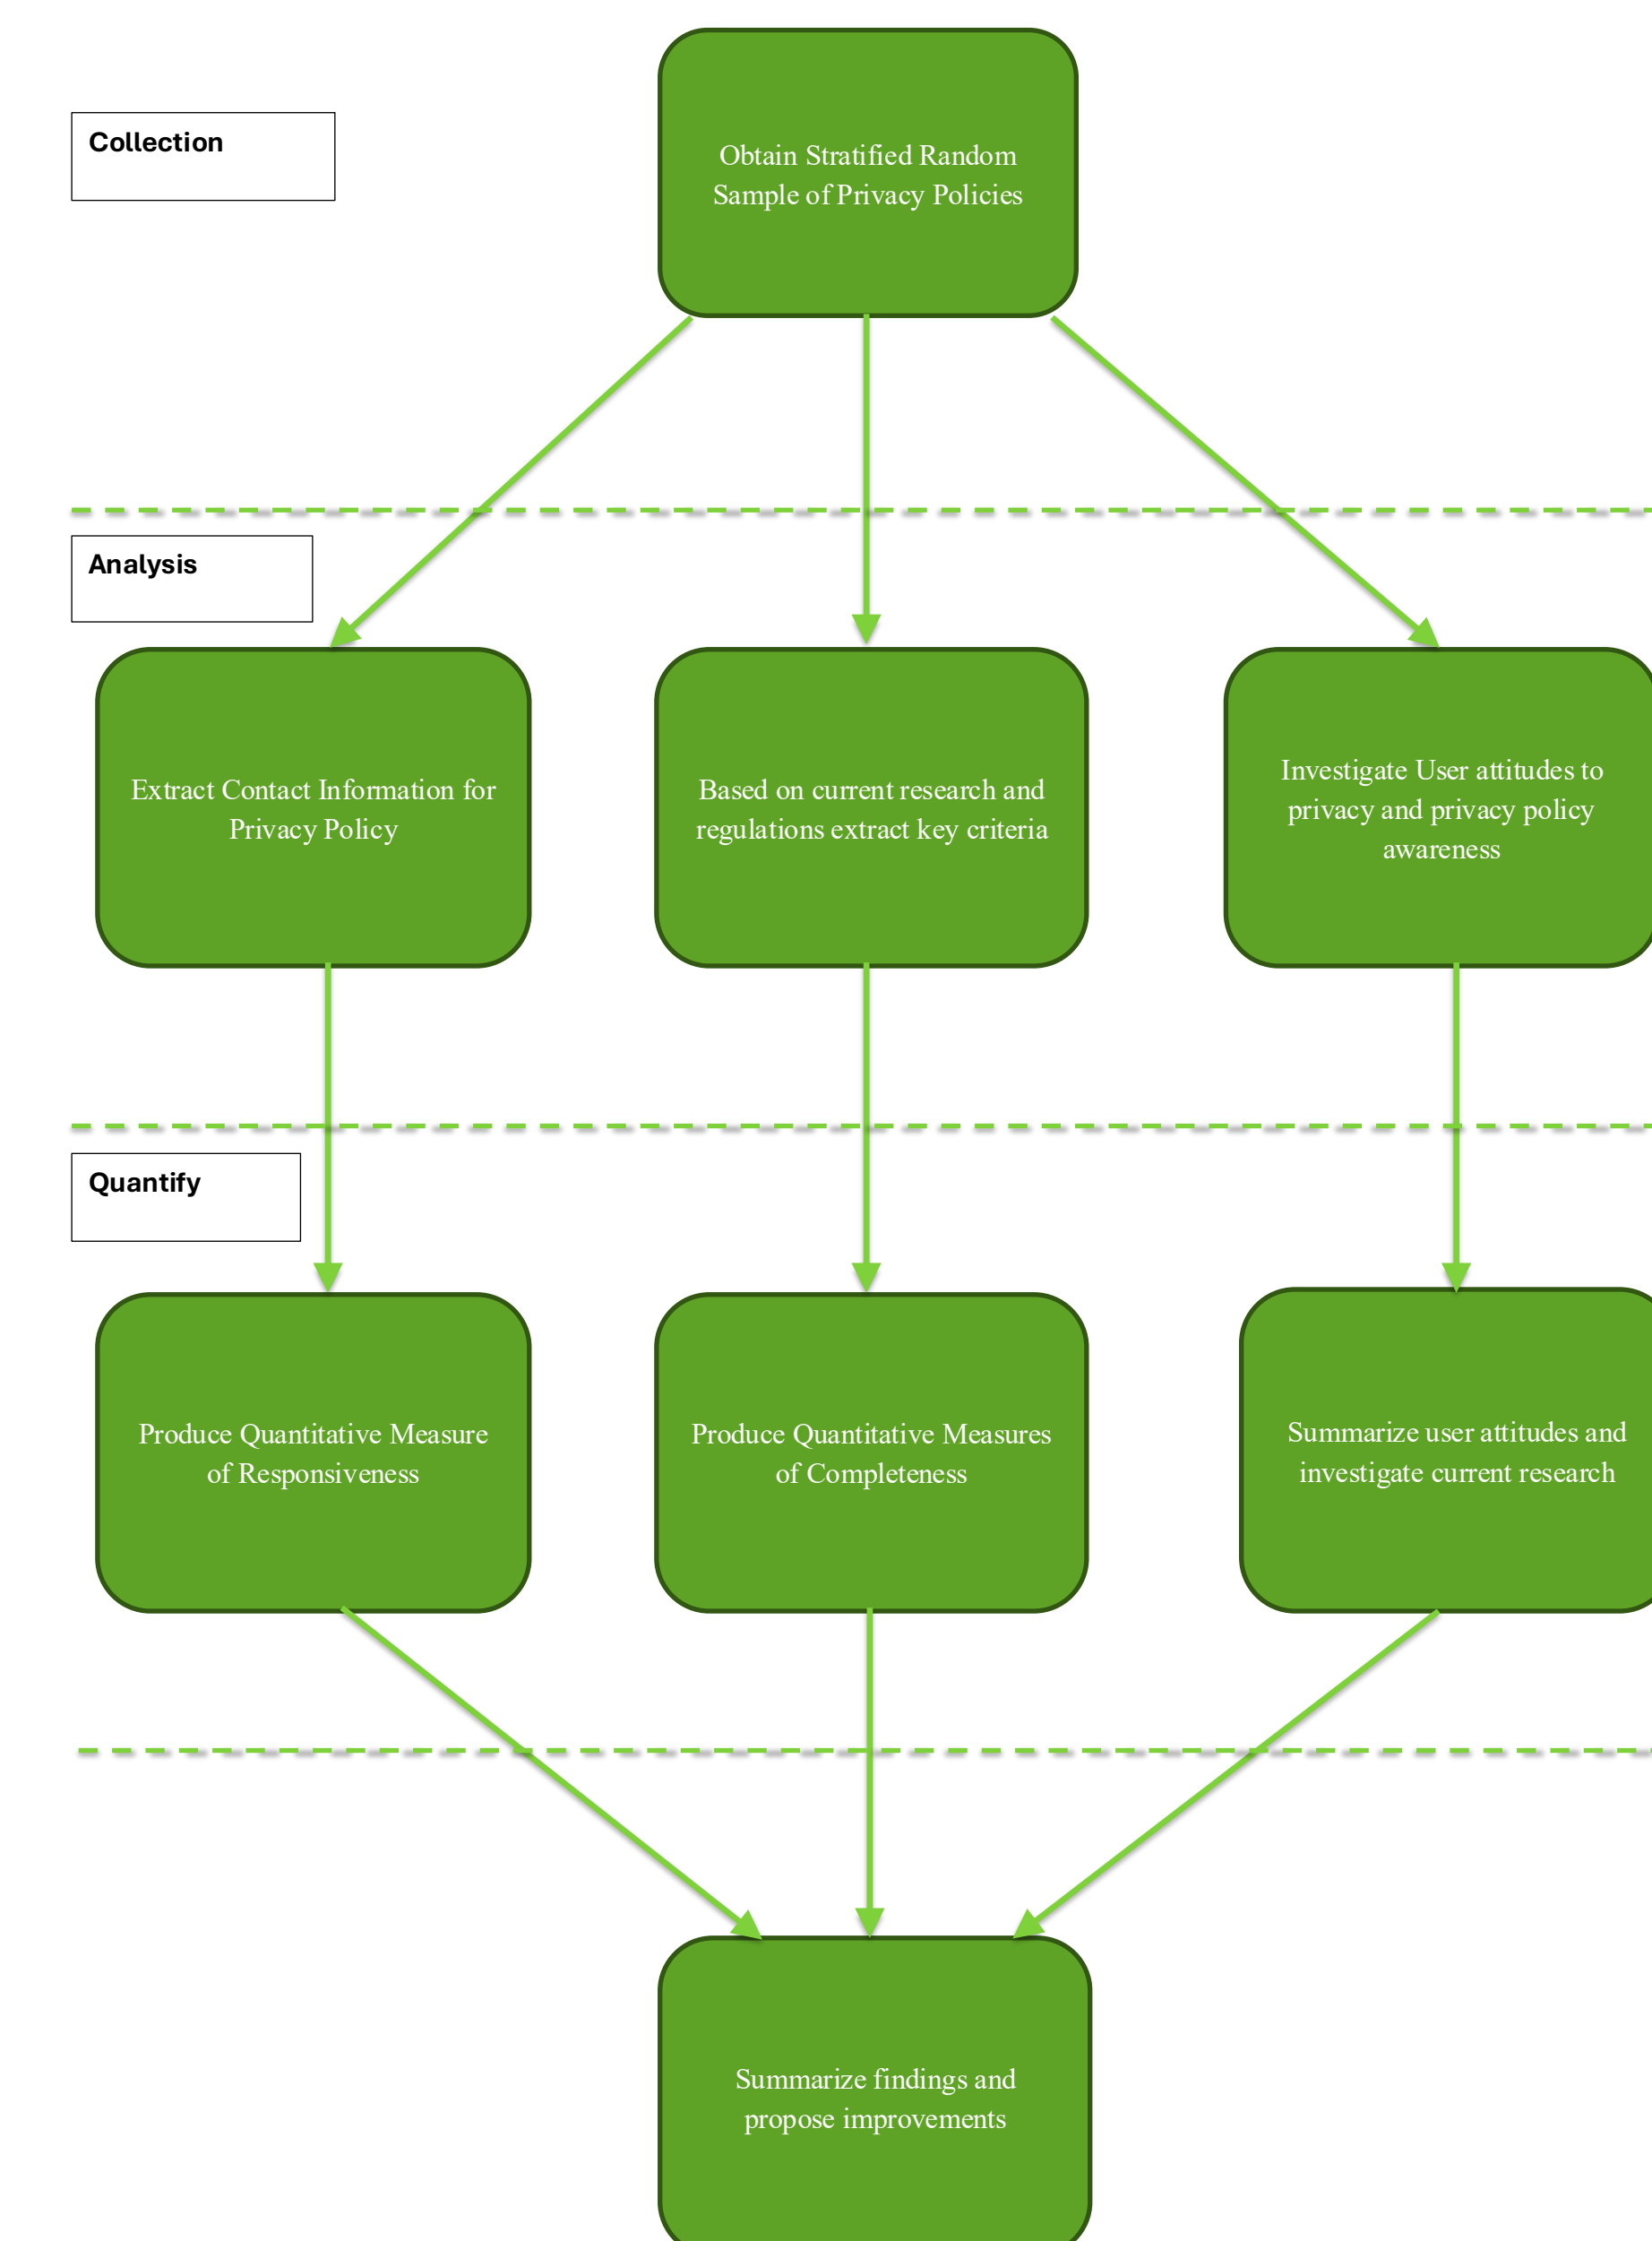 Collection
Obtain Stratified Random
Sample of Privacy Policies
Analysis
Extract Contact Information for
Privacy Policy
Based on current research and
regulations extract key criteria
Investigate User attitudes to
privacy and privacy policy
awareness
Quantify
Produce Quantitative Measure
of Responsiveness
Produce Quantitative Measures
of Completeness
Summarize user attitudes and
investigate current research
Summarize findings and
propose improvements